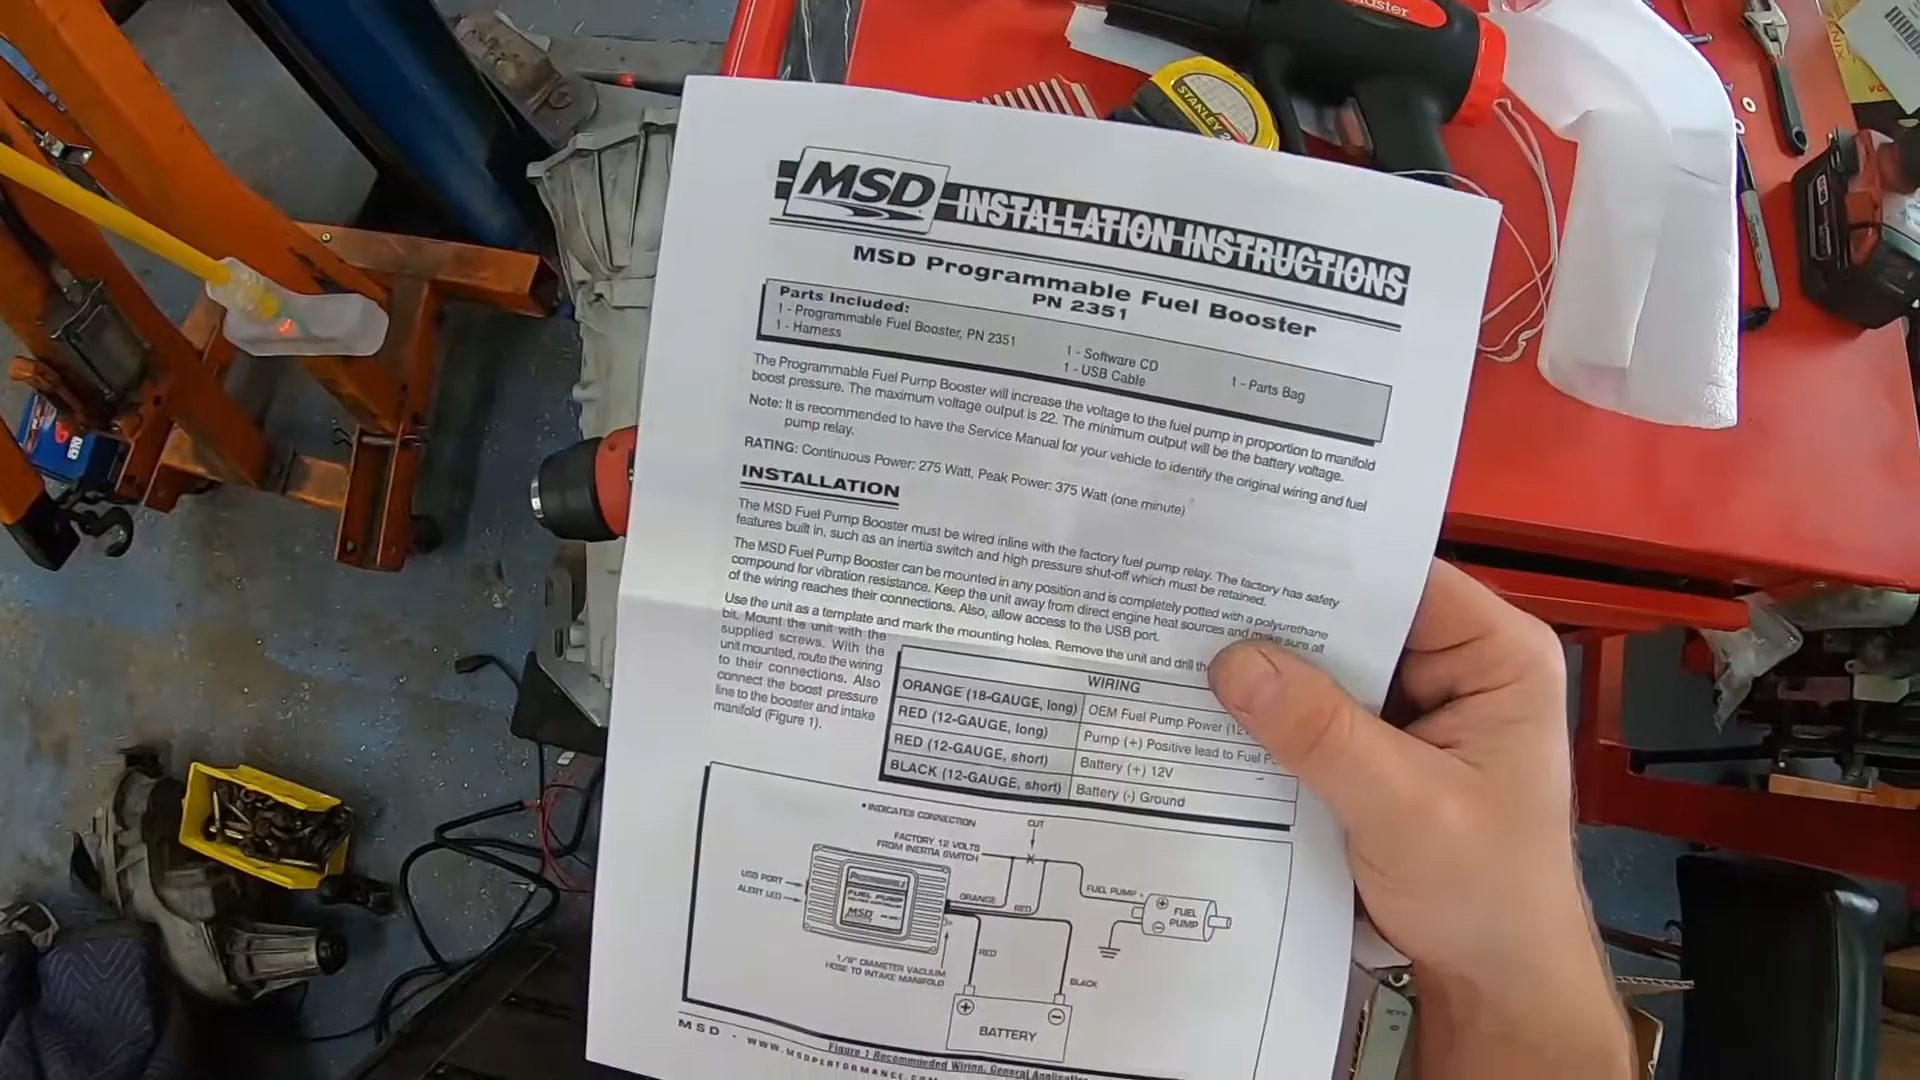 MSD INSTALLATION INSTRUCTIONS
MSD Programmable Fuel Booster
PN 2351
Parts Included:
1 - Programmable Fuel Booster, PN 2351
1 - Harness
1 - Software CD
1 - USB Cable
1 - Parts Bag
The Programmable Fuel Pump Booster will increase the voltage to the fuel pump in proportion to manifold
boost pressure. The maximum voltage output is 22. The minimum output will be the battery voltage.
Note: It is recommended to have the Service Manual for your vehicle to identify the original wiring and fuel
pump relay.
RATING: Continuous Power: 275 Watt, Peak Power: 375 Watt (one minute)
INSTALLATION
The MSD Fuel Pump Booster must be wired inline with the factory fuel pump relay. The factory has safety
features built in, such as an inertia switch and high pressure shut-off which must be retained.
The MSD Fuel Pump Booster can be mounted in any position and is completely potted with a polyurethane
compound for vibration resistance. Keep the unit away from direct engine heat sources and make sure all
of the wiring reaches their connections. Also, allow access to the USB port.
Use the unit as a template and mark the mounting holes. Remove the unit and drill
bit. Mount the unit with the
supplied screws. With the
unit mounted, route the wiring
to their connections. Also
connect the boost pressure
line to the booster and intake
manifold (Figure 1).
WIRING
ORANGE (18-GAUGE, long) OEM Fuel Pump Power
RED (12-GAUGE, long) Pump (+) Positive lead to Fuel
RED (12-GAUGE, short) Battery (+) 12V
BLACK (12-GAUGE, short) Battery (-) Ground
• INDICATES CONNECTION
CUT
FACTORY 12 VOLTS
FROM INERTIA SWITCH
USB PORT
ALERT LED
PROGRAMMABLE
FUEL PUMP
MSD
ORANGE
RED
FUEL PUMP +
FUEL
PUMP
1/8" DIAMETER VACUUM
HOSE TO INTAKE MANIFOLD
RED
BLACK
BATTERY
Figure 1 Recommended Wiring, General
MSD • WWW.MSDPERFORMANCE.COM
STANLEY